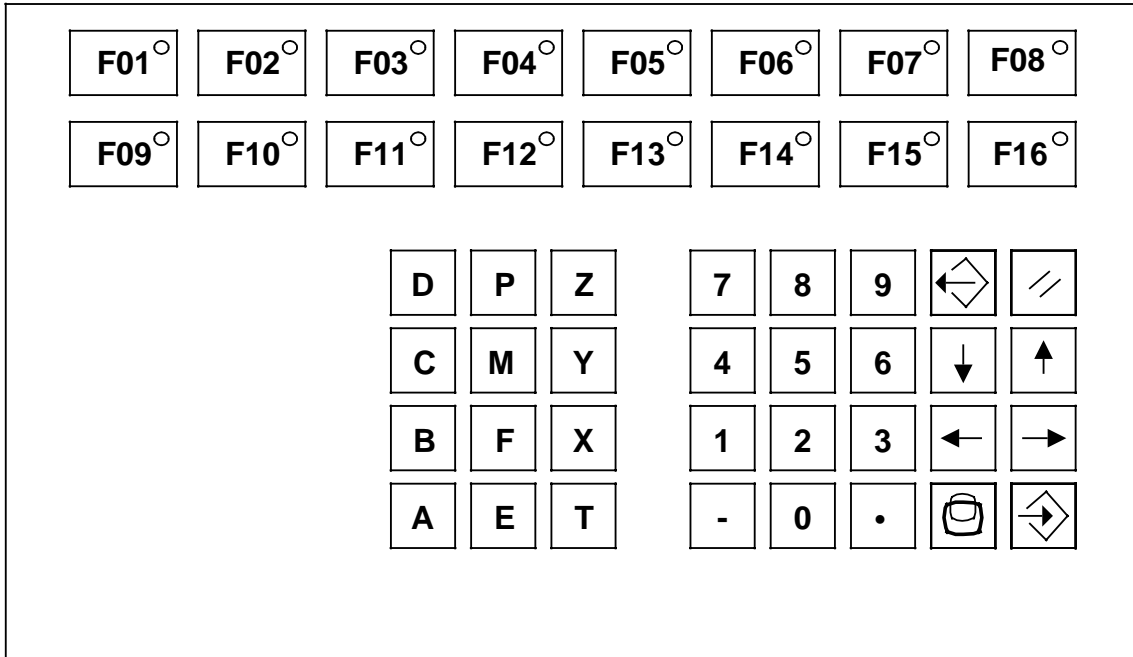 F01 F02 F03 F04 F05 F06 F07 F08
F09 F10 F11 F12 F13 F14 F15 F16
D P Z 7 8 9
C M Y 4 5 6
B F X 1 2 3
A E T - 0 •